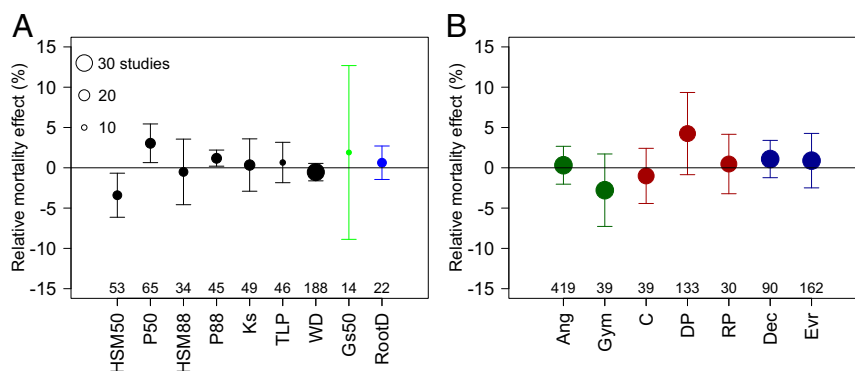 A
Relative mortality effect (%)
15
10
5
0
-5
-10
-15
30 studies
20
10
53 65 34 45 49 46 188 14 22
HSM50 P50 HSM88 P88 Ks TLP WD Gs50 RootD
B
Relative mortality effect (%)
15
10
5
0
-5
-10
-15
419 39 39 133 30 90 162
Ang Gym C DP RP Dec Evr